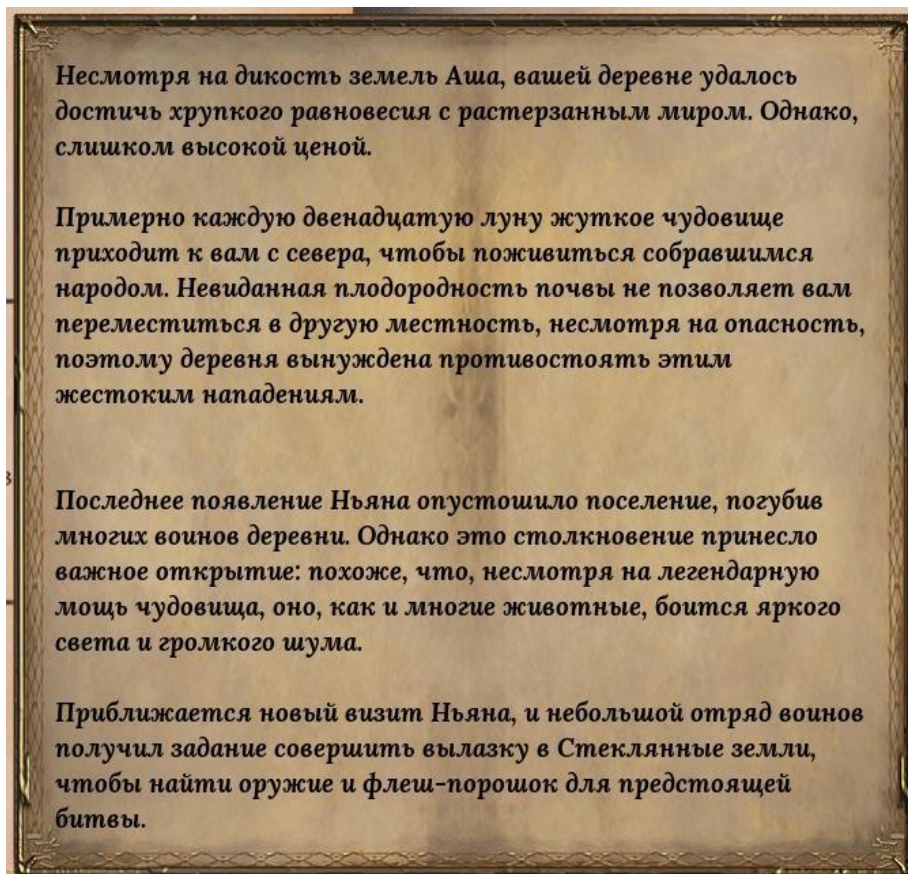 Несмотря на дикость земель Аша, вашей деревне удалось
достичь хрупкого равновесия с растерзанным миром. Однако,
слишком высокой ценой.
Примерно каждую двенадцатую луну жуткое чудовище
приходит к вам с севера, чтобы поживиться собравшимся
народом. Невиданная плодородность почвы не позволяет вам
переместиться в другую местность, несмотря на опасность,
поэтому деревня вынуждена противостоять этим
жестоким нападениям.
Последнее появление Ньяна опустошило поселение, погубив
многих воинов деревни. Однако это столкновение принесло
важное открытие: похоже, что, несмотря на легендарную
мощь чудовища, оно, как и многие животные, боится яркого
света и громкого шума.
Приближается новый визит Ньяна, и небольшой отряд воинов
получил задание совершить вылазку в Стеклянные земли,
чтобы найти оружие и флеш-порошок для предстоящей
битвы.